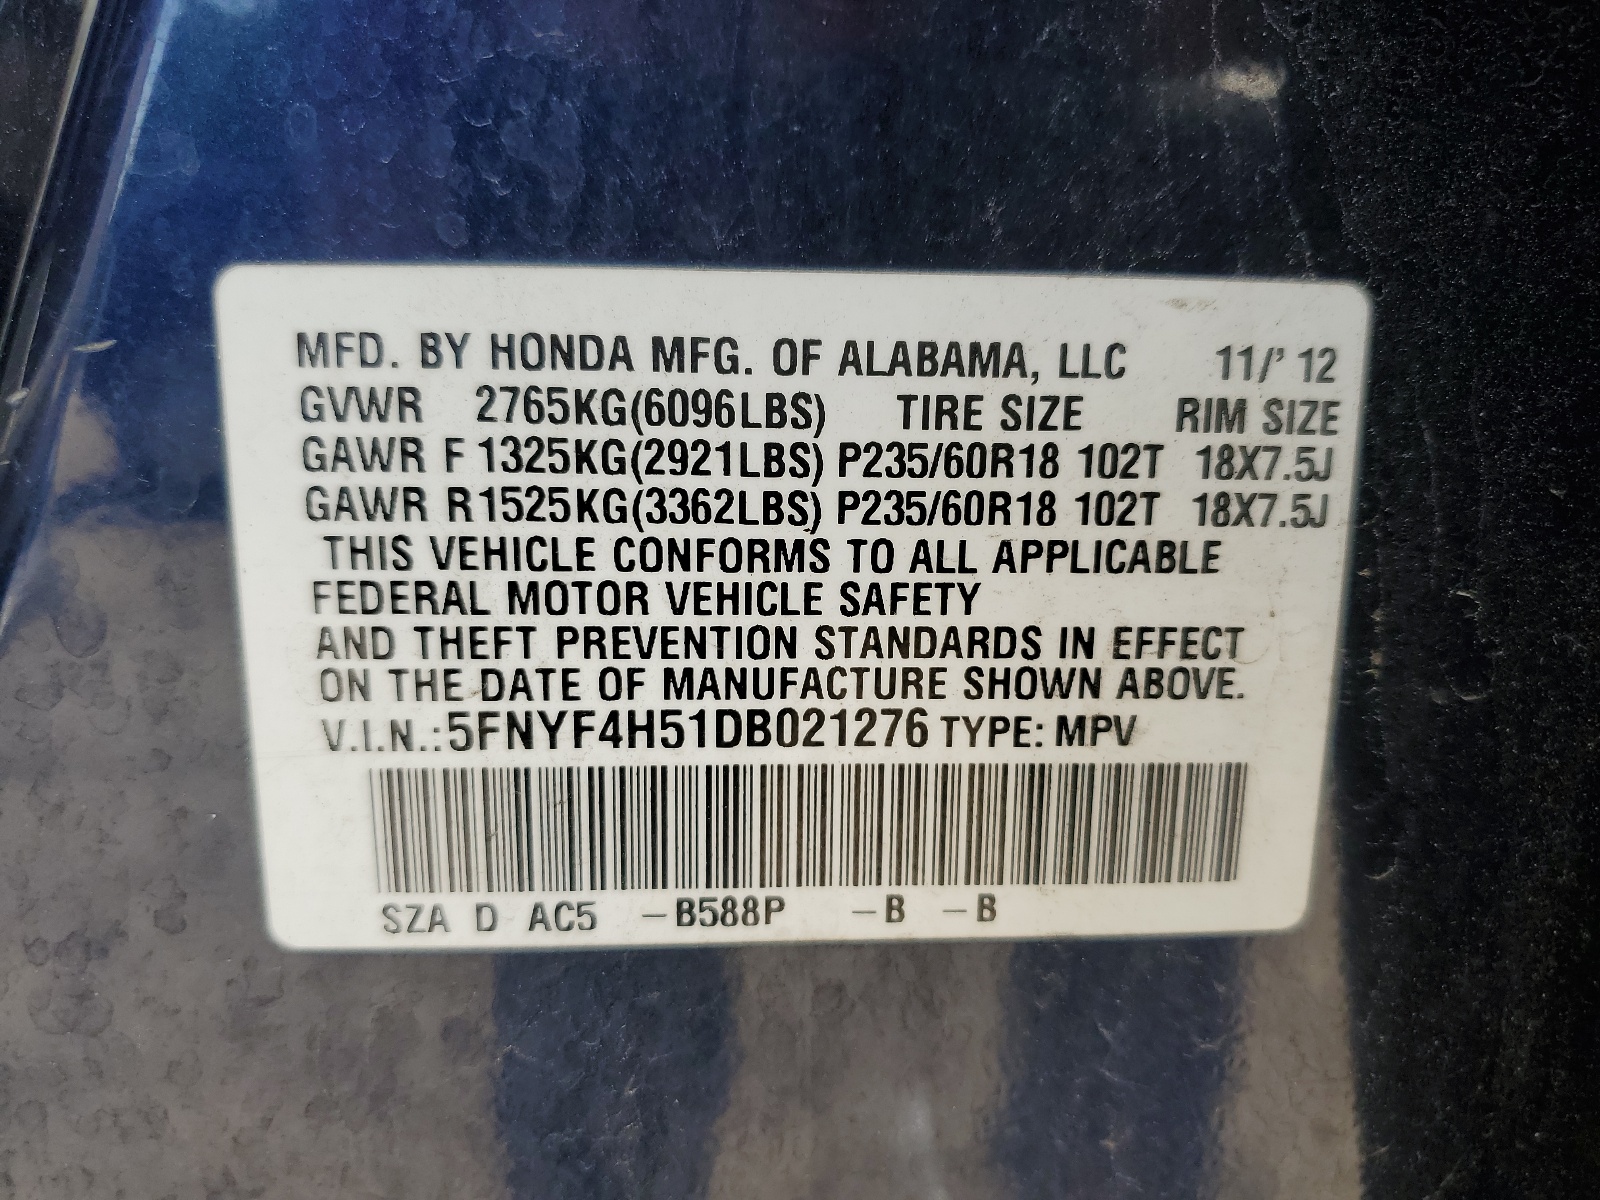 MFD. BY HONDA MFG. OF ALABAMA, LLC 11/' 12
GVWR 2765KG(6096LBS) TIRE SIZE RIM SIZE
GAWR F 1325KG(2921LBS) P235/60R18 102T 18X7.5J
GAWR R 1525KG(3362LBS) P235/60R18 102T 18X7.5J
THIS VEHICLE CONFORMS TO ALL APPLICABLE
FEDERAL MOTOR VEHICLE SAFETY
AND THEFT PREVENTION STANDARDS IN EFFECT
ON THE DATE OF MANUFACTURE SHOWN ABOVE.
V.I.N.:5FNYF4H51DB021276 TYPE: MPV
SZA D AC5 –B588P –B –B